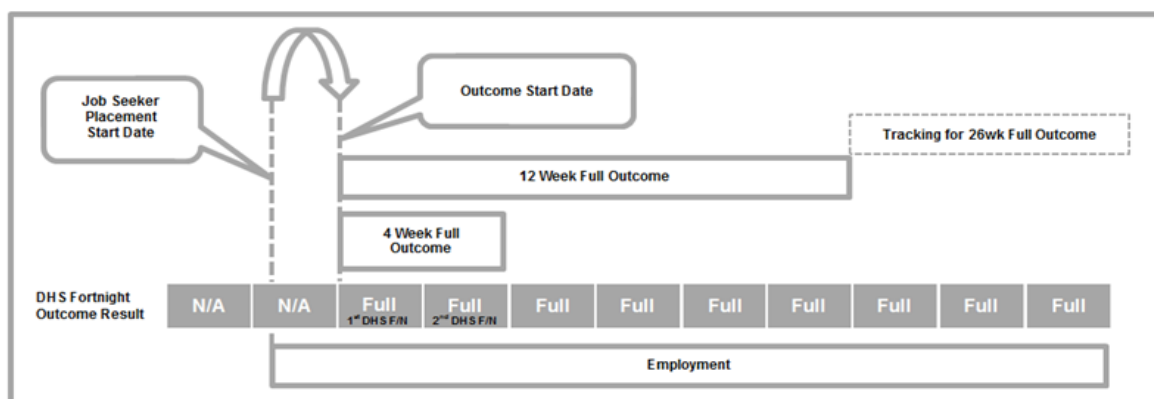 Job Seeker
Placement
Start Date
Outcome Start Date
Tracking for 26wk Full Outcome
12 Week Full Outcome
4 Week Full
Outcome
DHS Fortnight
Outcome Result
N/A
N/A
Full
1st DHS F/N
Full
2nd DHS F/N
Full
Full
Full
Full
Full
Full
Full
Employment